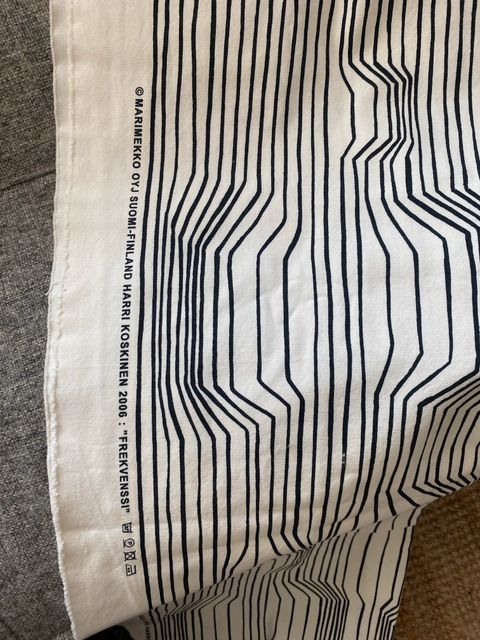 © MARIMEKKO OYJ SUOMI-FINLAND HARRI KOSKINEN 2006 : "FREKVENSSI"